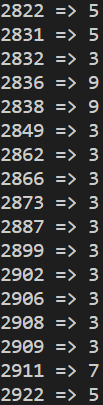 2822 => 5
2831 => 5
2832 => 3
2836 => 9
2838 => 9
2849 => 3
2862 => 3
2866 => 3
2873 => 3
2887 => 3
2899 => 3
2902 => 3
2906 => 3
2908 => 3
2909 => 3
2911 => 7
2922 => 5